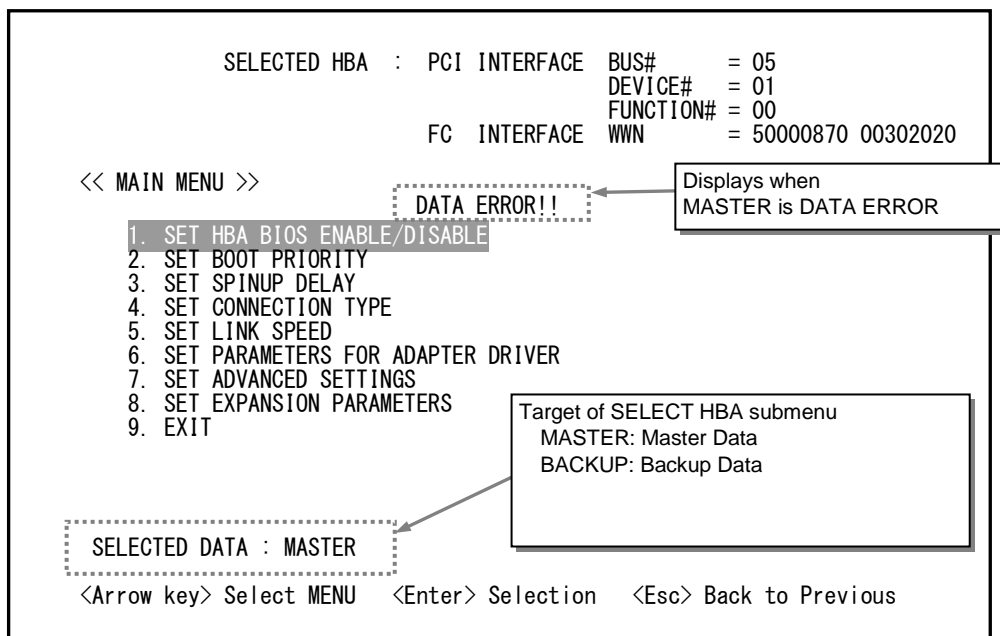 SELECTED HBA : PCI INTERFACE BUS# = 05
DEVICE# = 01
FUNCTION# = 00
FC INTERFACE WWN = 50000870 00302020
<< MAIN MENU >>
DATA ERROR!!
Displays when
MASTER is DATA ERROR
1. SET HBA BIOS ENABLE/DISABLE
2. SET BOOT PRIORITY
3. SET SPINUP DELAY
4. SET CONNECTION TYPE
5. SET LINK SPEED
6. SET PARAMETERS FOR ADAPTER DRIVER
7. SET ADVANCED SETTINGS
8. SET EXPANSION PARAMETERS
9. EXIT
Target of SELECT HBA submenu
MASTER: Master Data
BACKUP: Backup Data
SELECTED DATA : MASTER
<Arrow key> Select MENU <Enter> Selection <Esc> Back to Previous